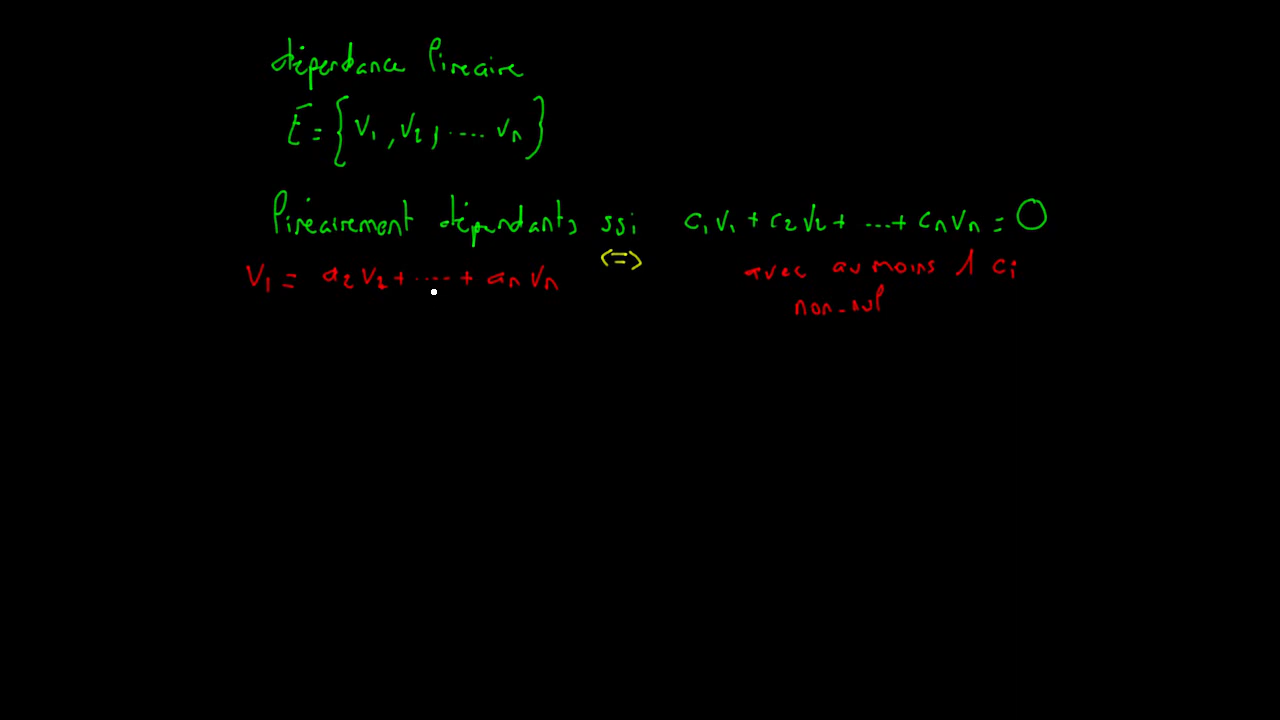 dépendance linéaire
E = {v₁, v₂, .... vₙ}
linéairement dépendants ssi c₁v₁ + c₂v₂ + ... + cₙvₙ = 0
<=>
v₁ = a₂v₂ + ..... + aₙvₙ
avec au moins 1 cᵢ
non-nul